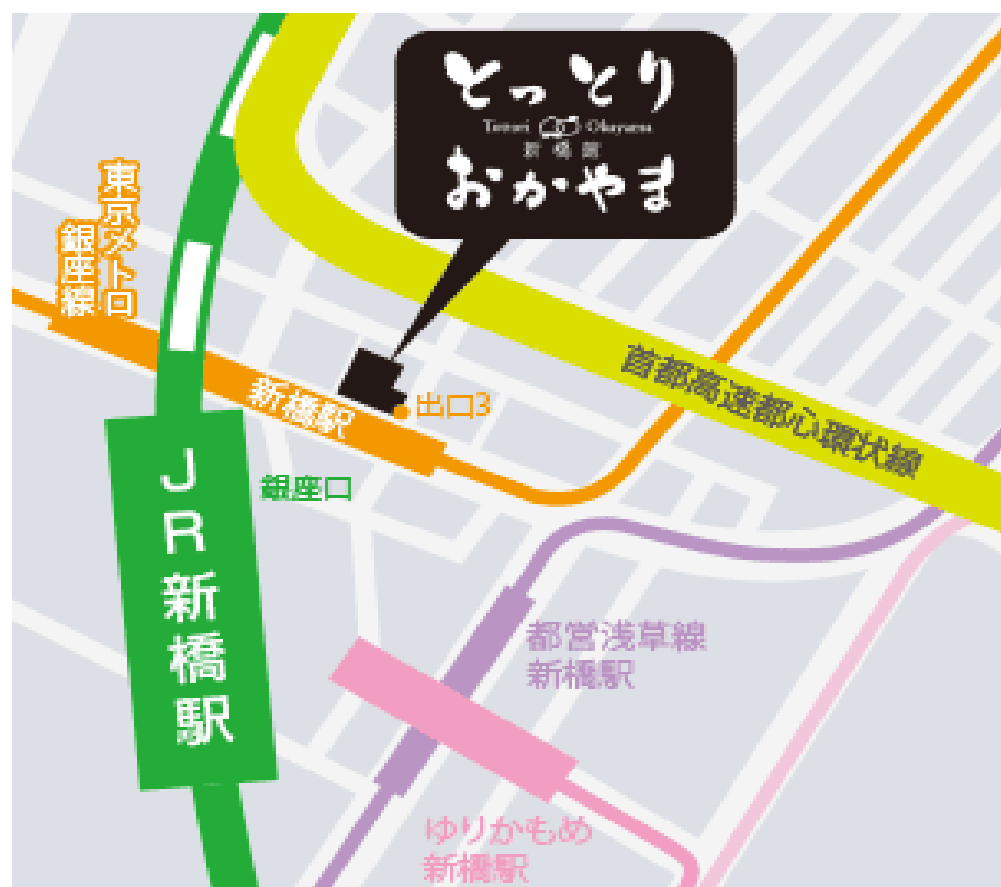 とっとり
Tottori Okayama
新橋館
おかやま
東京メトロ
銀座線
首都高速都心環状線
新橋駅
出口3
銀座口
JR新橋駅
都営浅草線
新橋駅
ゆりかもめ
新橋駅